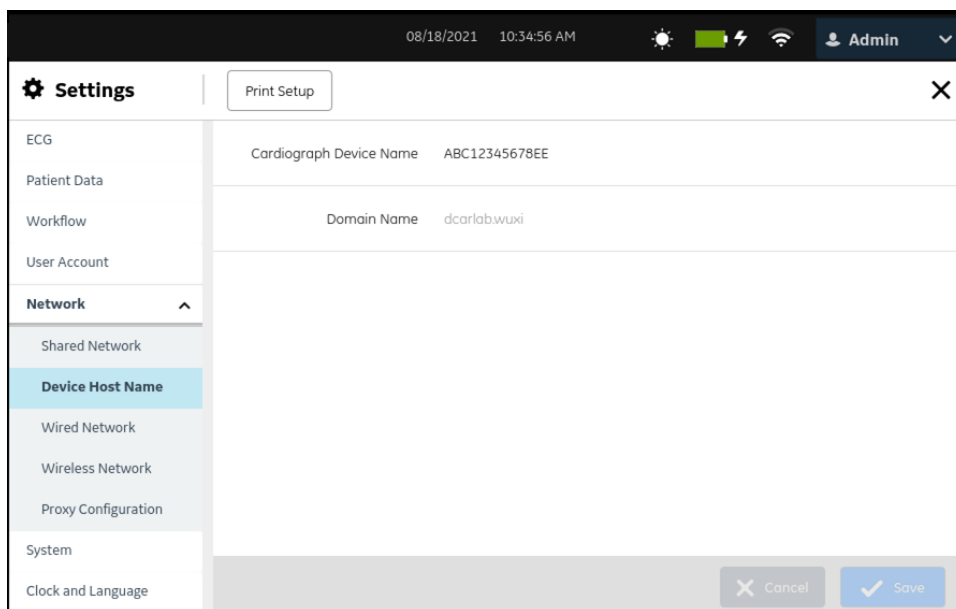 08/18/2021 10:34:56 AM Admin
Settings Print Setup
ECG
Cardiograph Device Name ABC12345678EE
Patient Data
Workflow
Domain Name dcarlab.wuxi
User Account
Network
Shared Network
Device Host Name
Wired Network
Wireless Network
Proxy Configuration
System
Clock and Language
Cancel Save